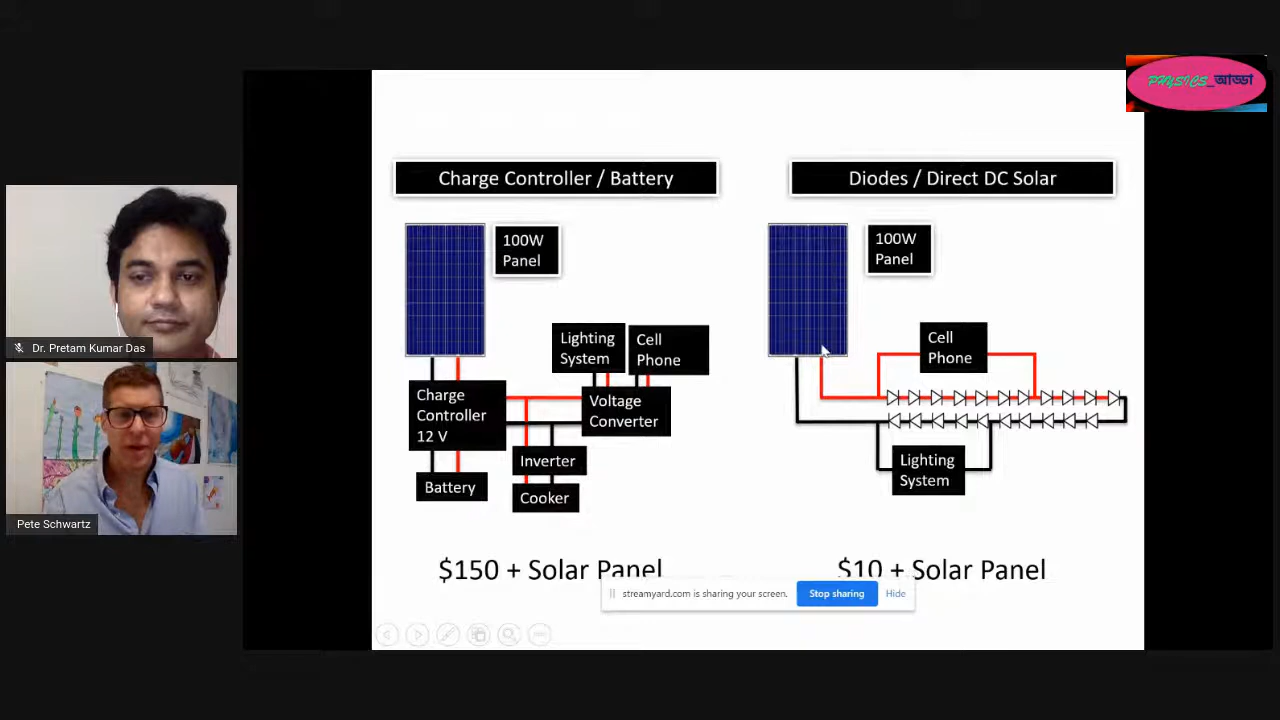 PHYSICS_আড্ডা
Charge Controller / Battery
Diodes / Direct DC Solar
100W
Panel
100W
Panel
Lighting
System
Cell
Phone
Cell
Phone
Charge
Controller
12 V
Voltage
Converter
Inverter
Battery
Cooker
Lighting
System
$150 + Solar Panel
$10 + Solar Panel
streamyard.com is sharing your screen.
Stop sharing
Hide
Dr. Pretam Kumar Das
Pete Schwartz